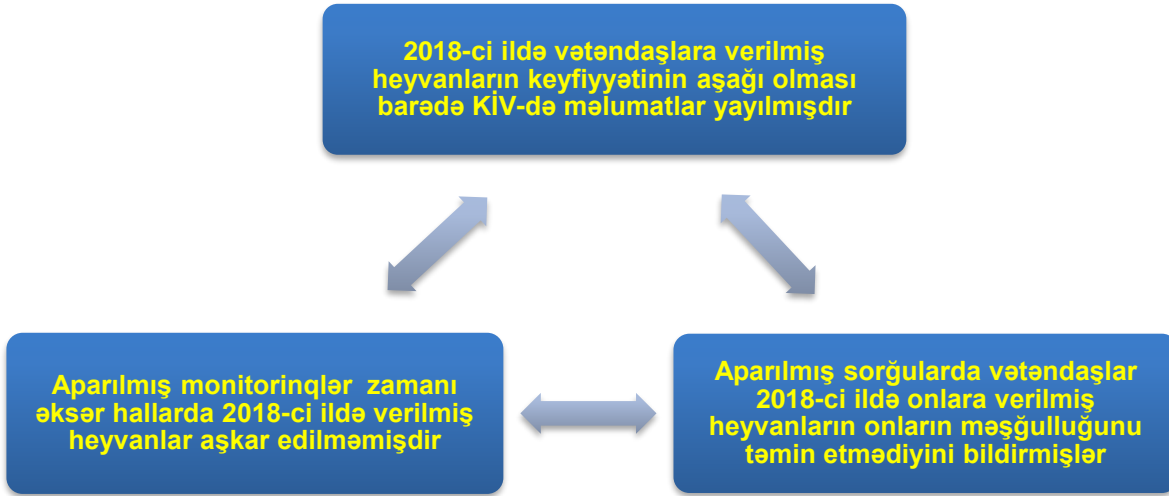 2018-ci ildə vətəndaşlara verilmiş
heyvanların keyfiyyətinin aşağı olması
barədə KİV-də məlumatlar yayılmışdır
Aparılmış monitorinqlər zamanı
əksər hallarda 2018-ci ildə verilmiş
heyvanlar aşkar edilməmişdir
Aparılmış sorğularda vətəndaşlar
2018-ci ildə onlara verilmiş
heyvanların onların məşğulluğunu
təmin etmədiyini bildirmişlər